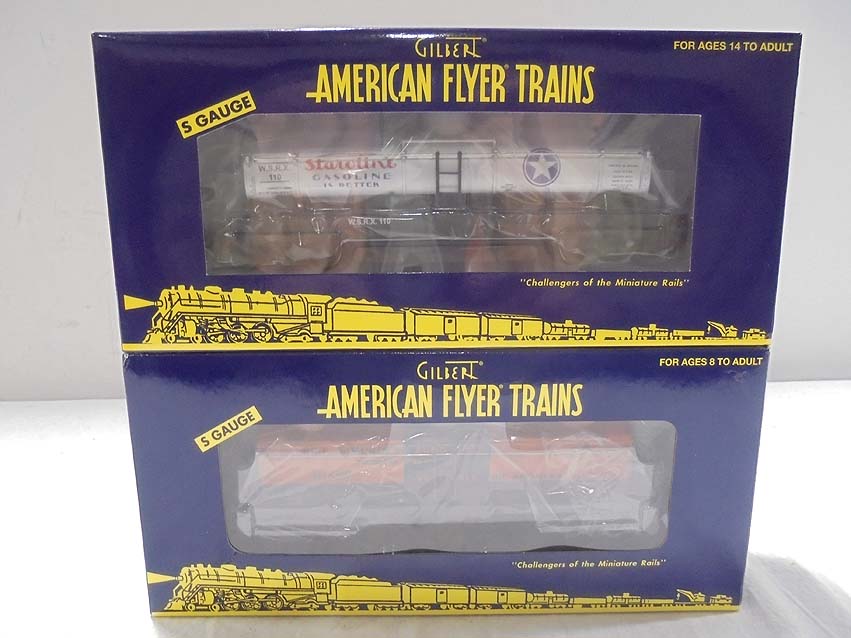 GILBERT
FOR AGES 14 TO ADULT
AMERICAN FLYER® TRAINS
S GAUGE
W.S.R.X.
110
Staroline
GASOLINE
IS BETTER
W.S.R.X. 110
"Challengers of the Miniature Rails"
GILBERT
FOR AGES 8 TO ADULT
AMERICAN FLYER® TRAINS
S GAUGE
"Challengers of the Miniature Rails"